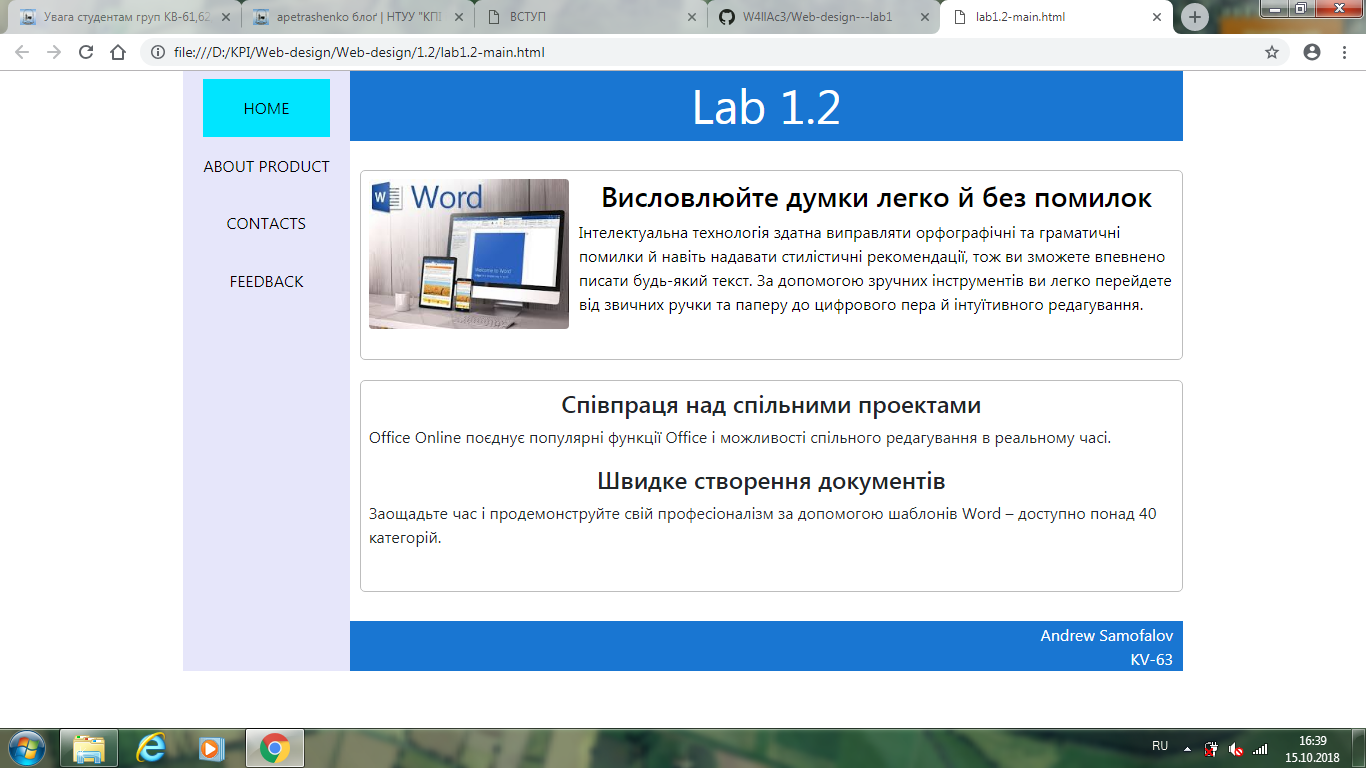 Увага студентам груп КВ-61,62
apetrashenko блоґ | НТУУ "КПІ
ВСТУП
W4llAc3/Web-design---lab1
lab1.2-main.html
file:///D:/KPI/Web-design/Web-design/1.2/lab1.2-main.html
HOME
ABOUT PRODUCT
CONTACTS
FEEDBACK
Lab 1.2
Word
Висловлюйте думки легко й без помилок
Інтелектуальна технологія здатна виправляти орфографічні та граматичні
помилки й навіть надавати стилістичні рекомендації, тож ви зможете впевнено
писати будь-який текст. За допомогою зручних інструментів ви легко перейдете
від звичних ручки та паперу до цифрового пера й інтуїтивного редагування.
Welcome to Word
Співпраця над спільними проектами
Office Online поєднує популярні функції Office і можливості спільного редагування в реальному часі.
Швидке створення документів
Заощадьте час і продемонструйте свій професіоналізм за допомогою шаблонів Word – доступно понад 40
категорій.
Andrew Samofalov
KV-63
RU
16:39
15.10.2018